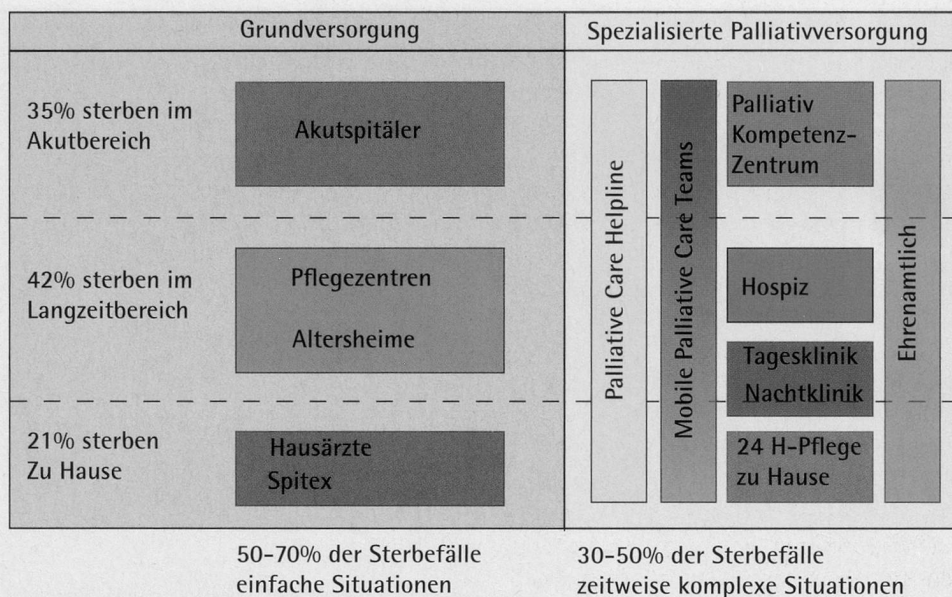 Grundversorgung
Spezialisierte Palliativversorgung
35% sterben im
Akutbereich
Akutspitäler
42% sterben im
Langzeitbereich
Pflegezentren
Altersheime
21% sterben
Zu Hause
Hausärzte
Spitex
Palliative Care Helpline
Mobile Palliative Care Teams
Palliativ
Kompetenz-
Zentrum
Hospiz
Tagesklinik
Nachtklinik
24 H-Pflege
zu Hause
Ehrenamtlich
50-70% der Sterbefälle
einfache Situationen
30-50% der Sterbefälle
zeitweise komplexe Situationen